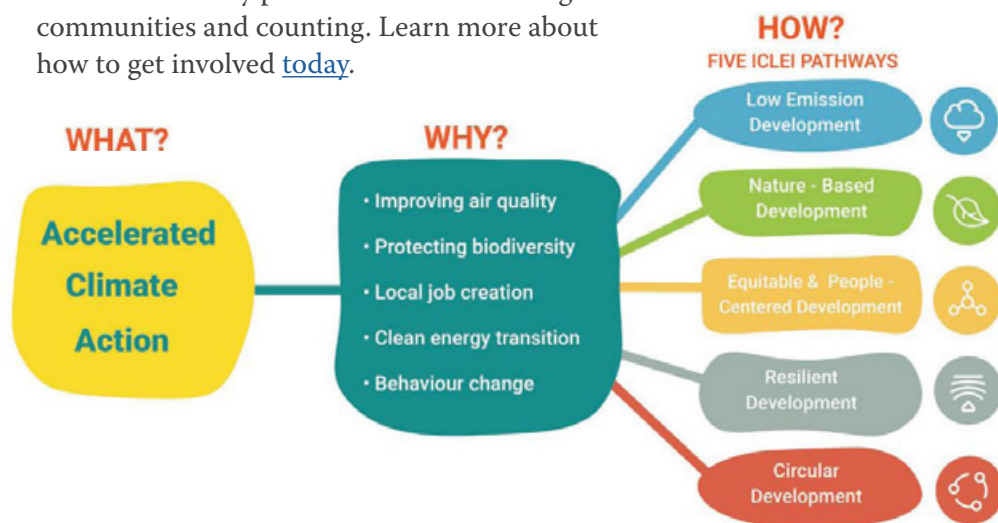 communities and counting. Learn more about
how to get involved today.
WHAT?
Accelerated
Climate
Action
WHY?
· Improving air quality
· Protecting biodiversity
· Local job creation
· Clean energy transition
· Behaviour change
HOW?
FIVE ICLEI PATHWAYS
Low Emission
Development
Nature - Based
Development
Equitable & People -
Centered Development
Resilient
Development
Circular
Development